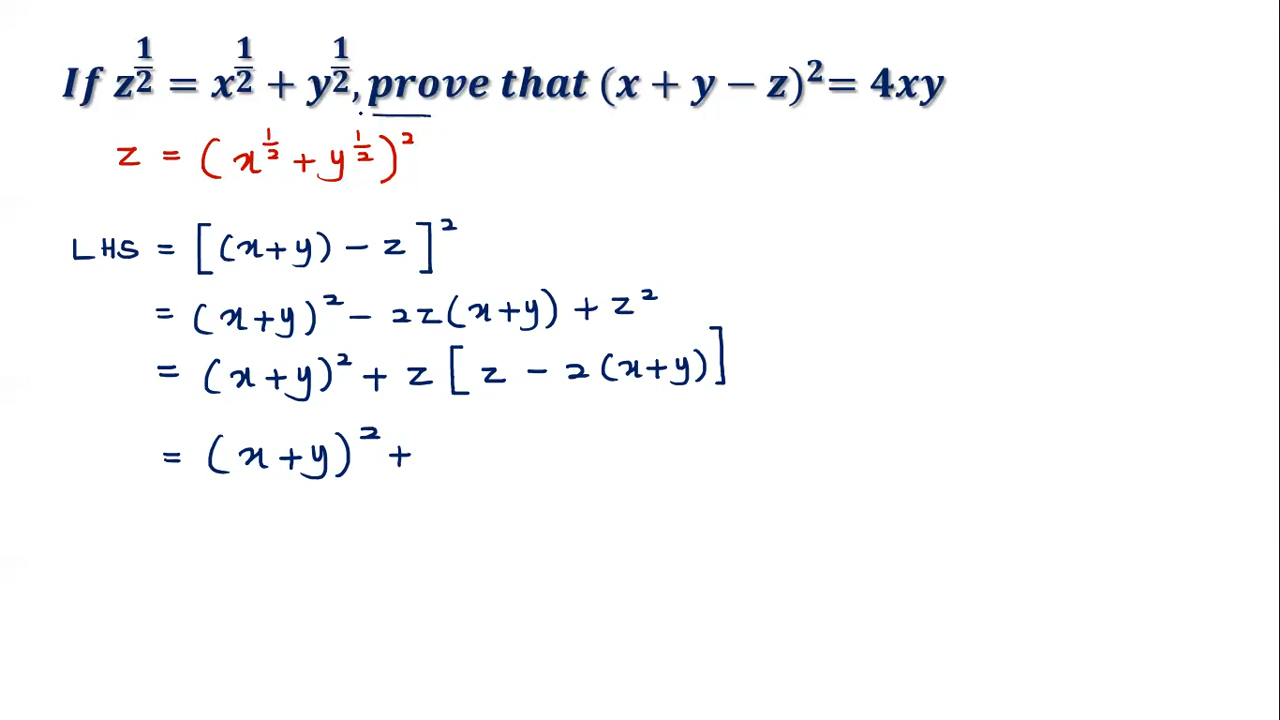 If z^{1/2} = x^{1/2} + y^{1/2}, prove that (x + y − z)² = 4xy
z = (x^{1/2} + y^{1/2})²
LHS = [(x+y) − z]²
= (x+y)² − 2z(x+y) + z²
= (x+y)² + z[z − 2(x+y)]
= (x+y)² +